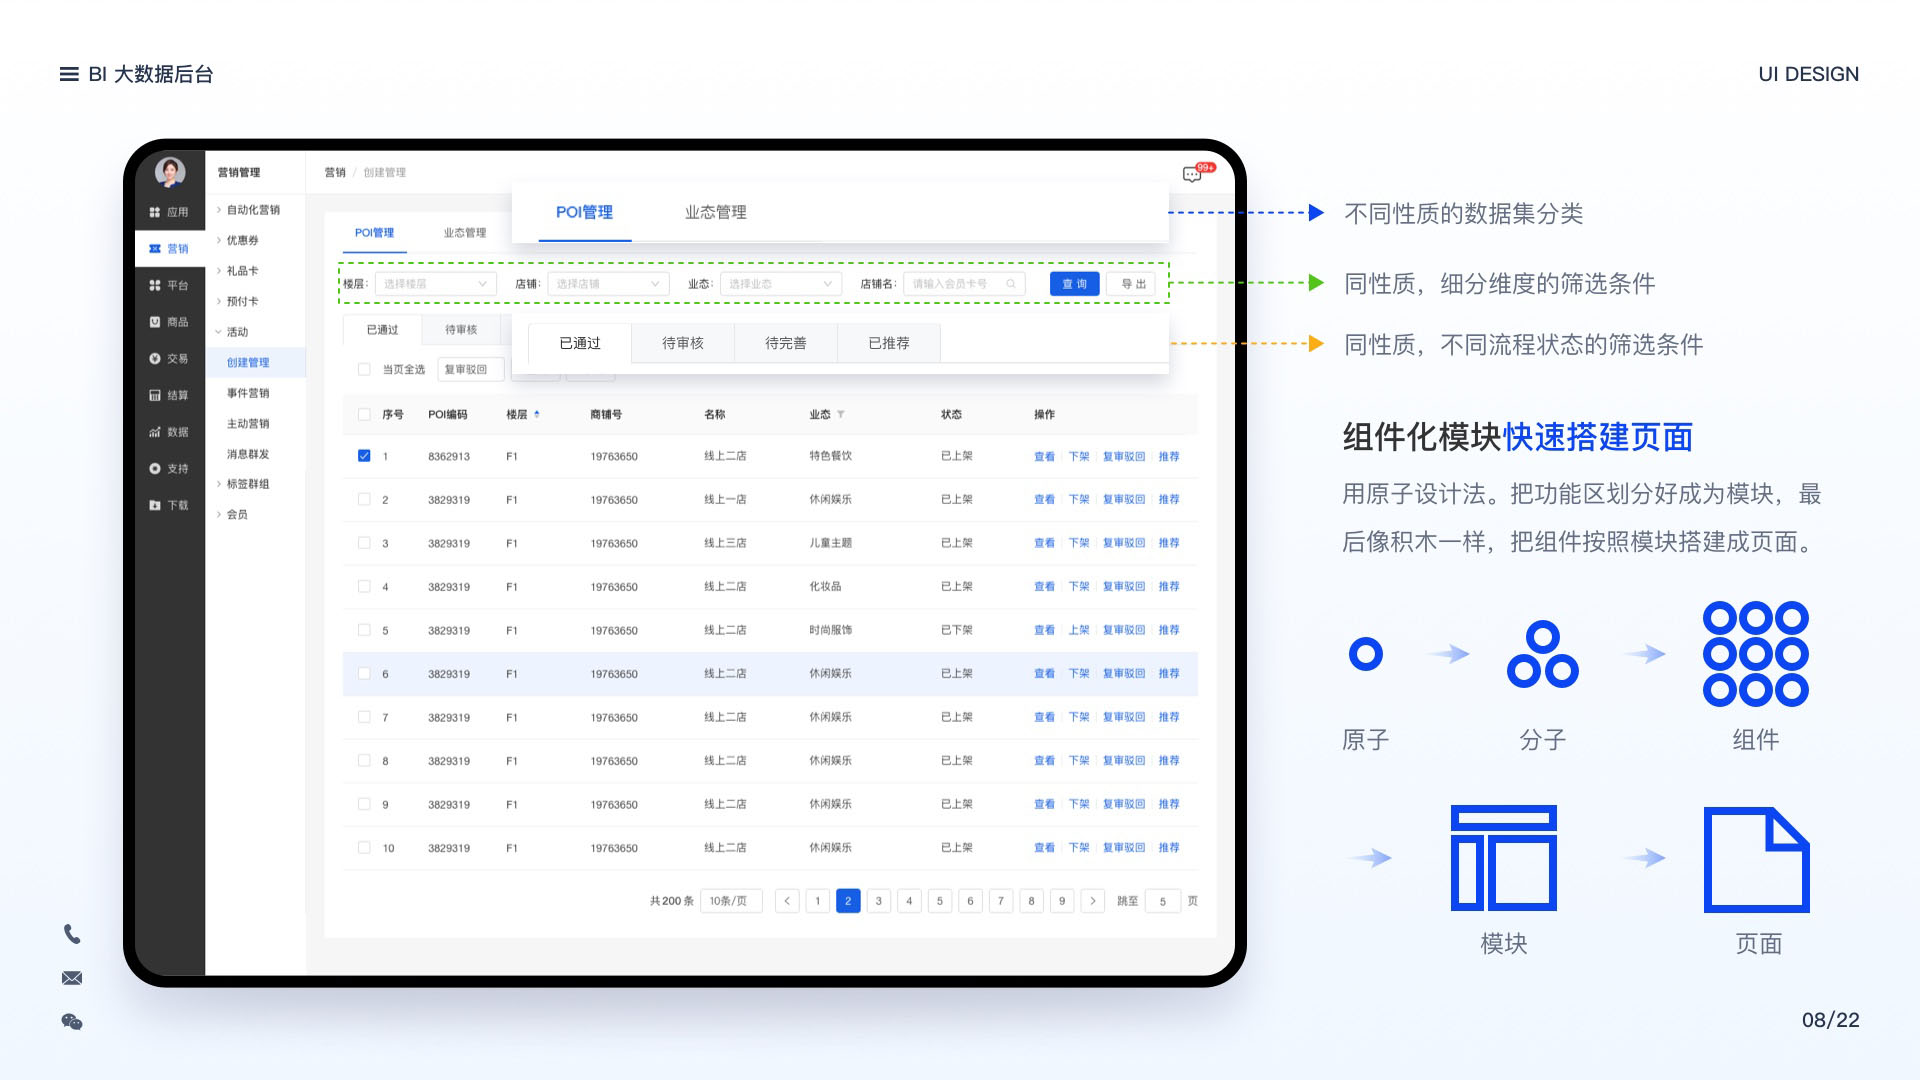 BI 大数据后台
UI DESIGN
应用
营销
平台
商品
交易
结算
数据
支持
下载
营销管理
自动化营销
优惠券
礼品卡
预付卡
活动
创建管理
事件营销
主动营销
消息群发
标签群组
会员
营销 / 创建管理
99+
POI管理 业态管理
POI管理 业态管理
楼层: 选择楼层 店铺: 选择店铺 业态: 选择业态 店铺名: 请输入会员卡号 查询 导出
已通过 待审核
已通过 待审核 待完善 已推荐
当页全选 复审驳回
序号 POI编码 楼层 商铺号 名称 业态 状态 操作
1 8362913 F1 19763650 线上二店 特色餐饮 已上架 查看 下架 复审驳回 推荐
2 3829319 F1 19763650 线上一店 休闲娱乐 已上架 查看 下架 复审驳回 推荐
3 3829319 F1 19763650 线上三店 儿童主题 已上架 查看 下架 复审驳回 推荐
4 3829319 F1 19763650 线上二店 化妆品 已上架 查看 下架 复审驳回 推荐
5 3829319 F1 19763650 线上二店 时尚服饰 已下架 查看 上架 复审驳回 推荐
6 3829319 F1 19763650 线上二店 休闲娱乐 已上架 查看 下架 复审驳回 推荐
7 3829319 F1 19763650 线上二店 休闲娱乐 已上架 查看 下架 复审驳回 推荐
8 3829319 F1 19763650 线上二店 休闲娱乐 已上架 查看 下架 复审驳回 推荐
9 3829319 F1 19763650 线上二店 休闲娱乐 已上架 查看 下架 复审驳回 推荐
10 3829319 F1 19763650 线上二店 休闲娱乐 已上架 查看 下架 复审驳回 推荐
共200 条 10条/页 < 1 2 3 4 5 6 7 8 9 > 跳至 5 页
不同性质的数据集分类
同性质，细分维度的筛选条件
同性质，不同流程状态的筛选条件
组件化模块快速搭建页面
用原子设计法。把功能区划分好成为模块，最
后像积木一样，把组件按照模块搭建成页面。
原子
分子
组件
模块
页面
08/22